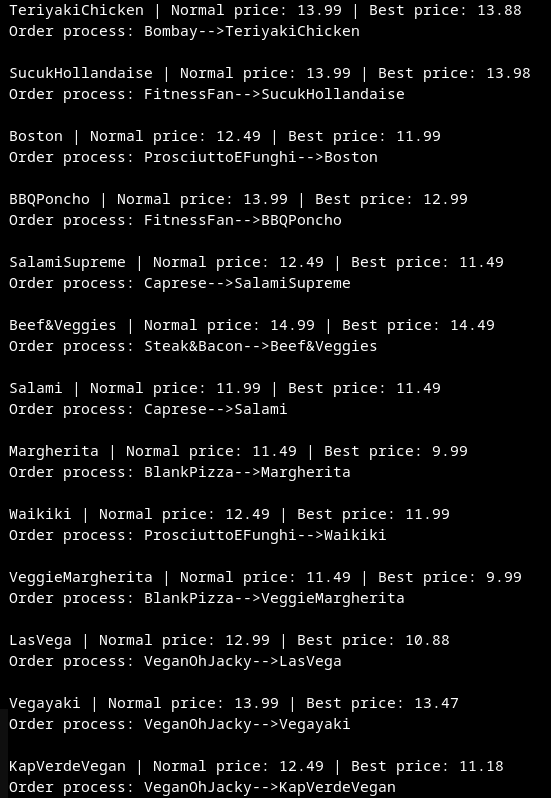 TeriyakiChicken | Normal price: 13.99 | Best price: 13.88
Order process: Bombay-->TeriyakiChicken
SucukHollandaise | Normal price: 13.99 | Best price: 13.98
Order process: FitnessFan-->SucukHollandaise
Boston | Normal price: 12.49 | Best price: 11.99
Order process: ProsciuttoEFunghi-->Boston
BBQPoncho | Normal price: 13.99 | Best price: 12.99
Order process: FitnessFan-->BBQPoncho
SalamiSupreme | Normal price: 12.49 | Best price: 11.49
Order process: Caprese-->SalamiSupreme
Beef&Veggies | Normal price: 14.99 | Best price: 14.49
Order process: Steak&Bacon-->Beef&Veggies
Salami | Normal price: 11.99 | Best price: 11.49
Order process: Caprese-->Salami
Margherita | Normal price: 11.49 | Best price: 9.99
Order process: BlankPizza-->Margherita
Waikiki | Normal price: 12.49 | Best price: 11.99
Order process: ProsciuttoEFunghi-->Waikiki
VeggieMargherita | Normal price: 11.49 | Best price: 9.99
Order process: BlankPizza-->VeggieMargherita
LasVega | Normal price: 12.99 | Best price: 10.88
Order process: VeganOhJacky-->LasVega
Vegayaki | Normal price: 13.99 | Best price: 13.47
Order process: VeganOhJacky-->Vegayaki
KapVerdeVegan | Normal price: 12.49 | Best price: 11.18
Order process: VeganOhJacky-->KapVerdeVegan